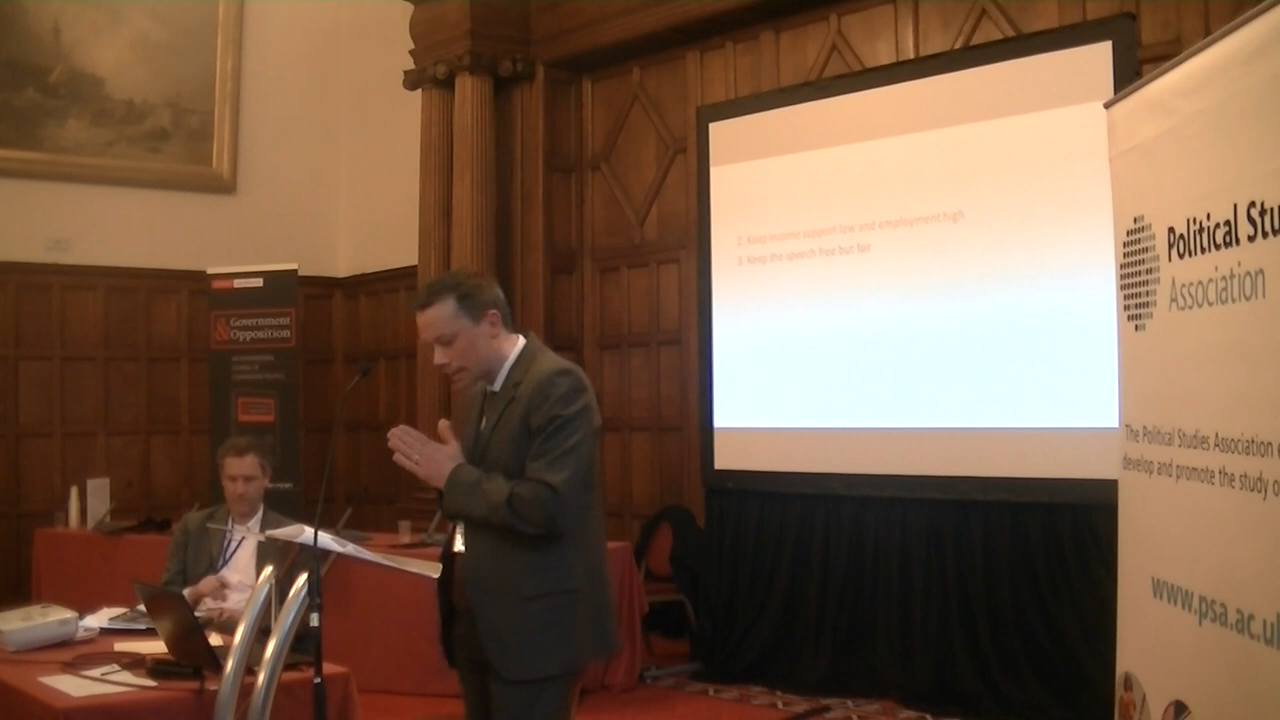 Government
& Opposition
2. Keep income support low and employment high
3. Keep the speech free but fair
Political Stu
Association
The Political Studies Association
develop and promote the study o
www.psa.ac.u